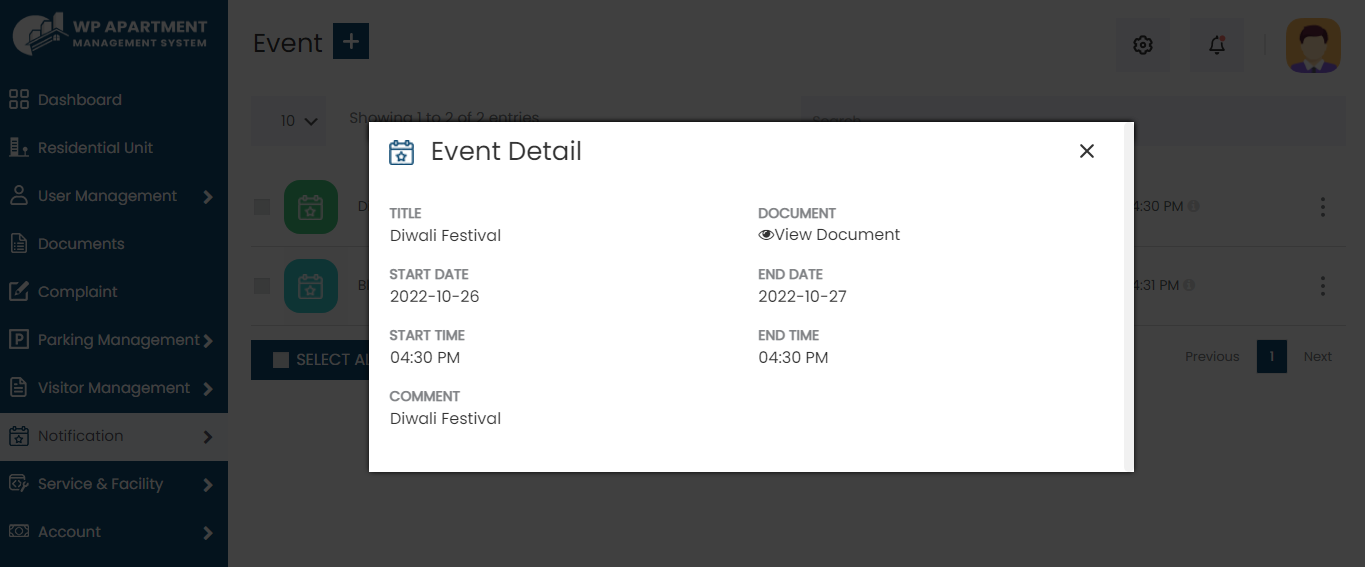 WP APARTMENT
MANAGEMENT SYSTEM
Event
Dashboard
Residential Unit
User Management
Documents
Complaint
P Parking Management
Visitor Management
Notification
Service & Facility
Account
10
Showing 1 to 2 of 2 entries
Event Detail
TITLE
Diwali Festival
DOCUMENT
View Document
START DATE
2022-10-26
END DATE
2022-10-27
START TIME
04:30 PM
END TIME
04:30 PM
COMMENT
Diwali Festival
4:30 PM
4:31 PM
SELECT
Previous
1
Next